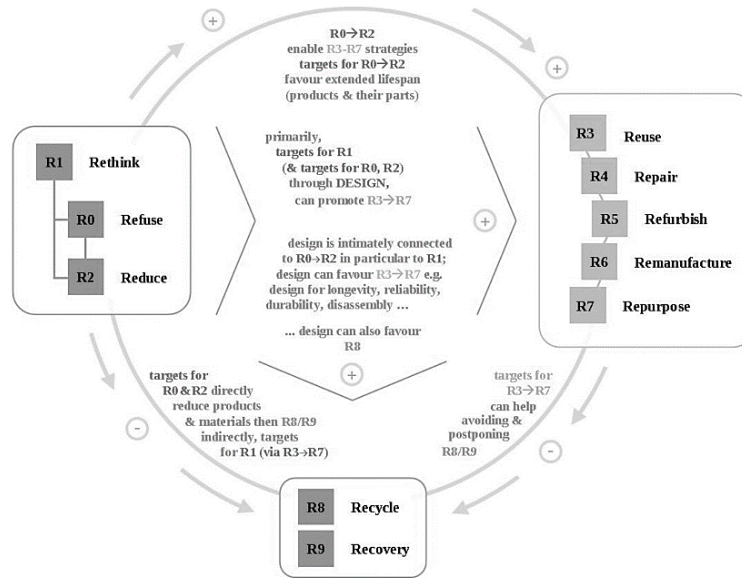 +
R0→R2
enable R3-R7 strategies
targets for R0→R2
favour extended lifespan
(products & their parts)
+
R1 Rethink
R0 Refuse
R2 Reduce
primarily,
targets for R1
(& targets for R0, R2)
through DESIGN,
can promote R3→R7
+
design is intimately connected
to R0→R2 in particular to R1;
design can favour R3→R7 e.g.
design for longevity, reliability,
durability, disassembly ...
... design can also favour
R8
+
R3 Reuse
R4 Repair
R5 Refurbish
R6 Remanufacture
R7 Repurpose
targets for
R0 & R2 directly
reduce products
& materials then R8/R9
indirectly, targets
for R1 (via R3→R7)
-
targets for
R3→R7
can help
avoiding &
postponing
R8/R9
-
R8 Recycle
R9 Recovery